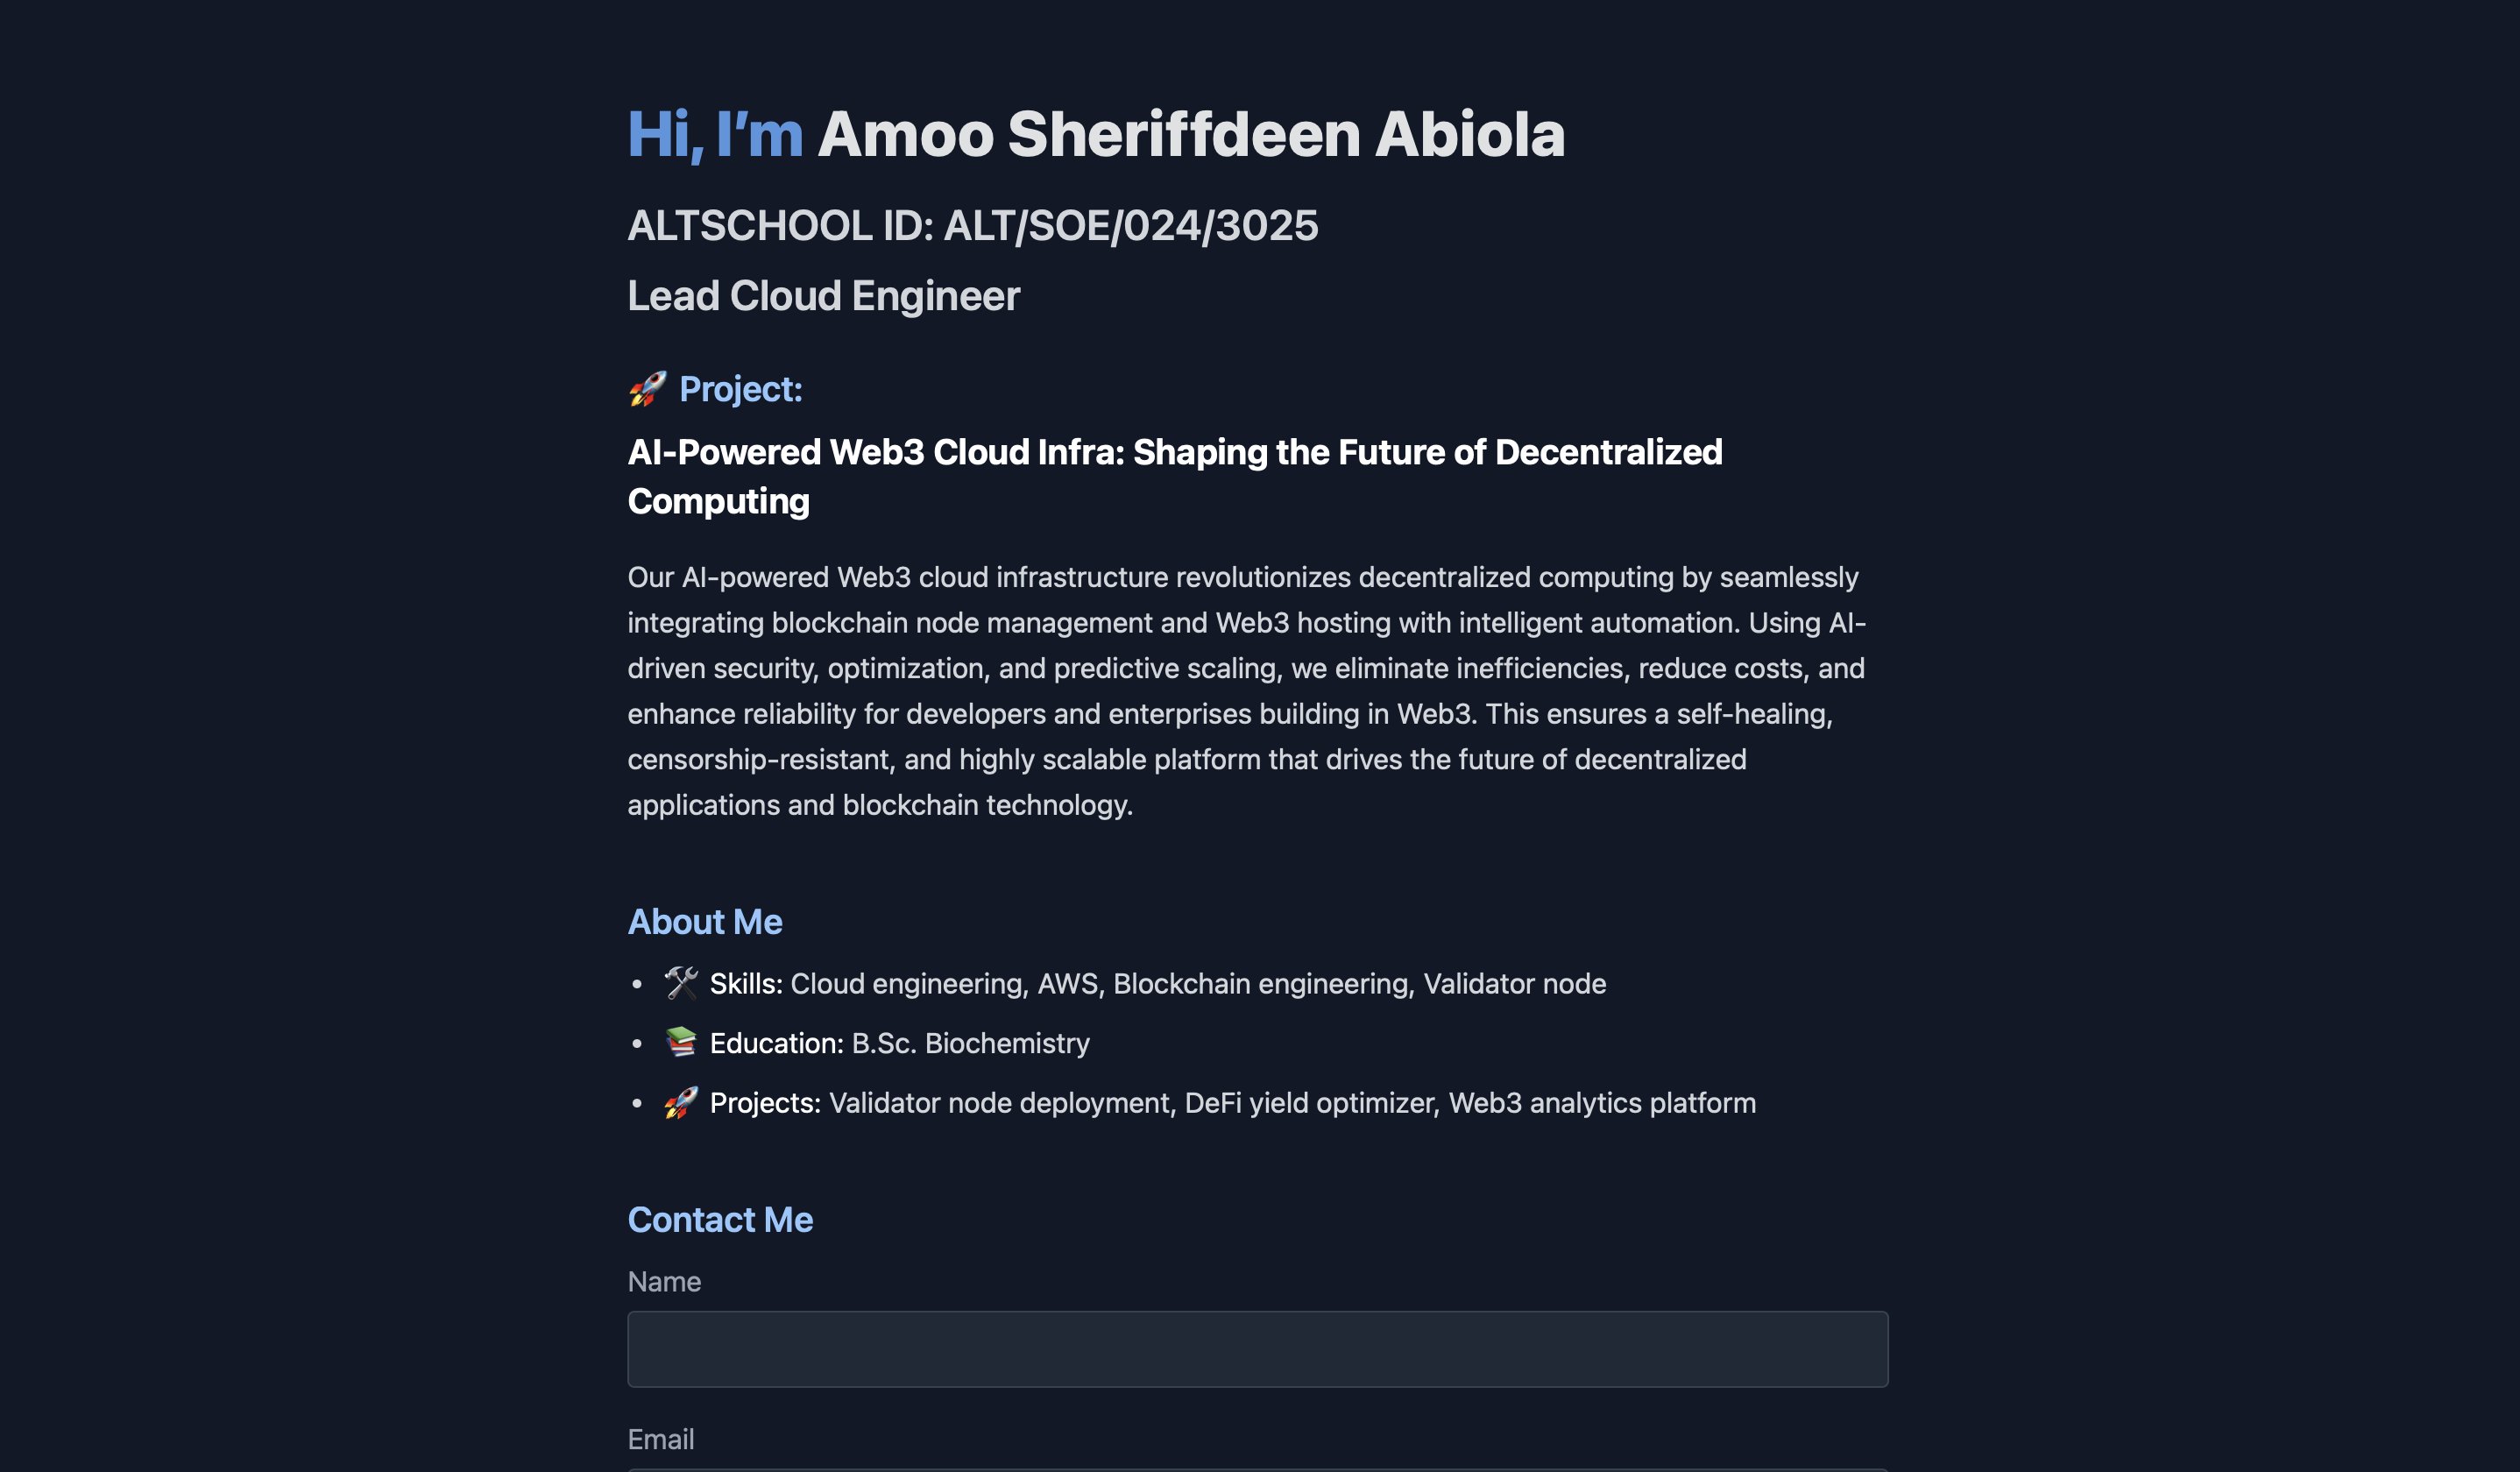 Hi, I’m Amoo Sheriffdeen Abiola
ALTSCHOOL ID: ALT/SOE/024/3025
Lead Cloud Engineer
🚀 Project:
AI-Powered Web3 Cloud Infra: Shaping the Future of Decentralized
Computing
Our AI-powered Web3 cloud infrastructure revolutionizes decentralized computing by seamlessly
integrating blockchain node management and Web3 hosting with intelligent automation. Using AI-
driven security, optimization, and predictive scaling, we eliminate inefficiencies, reduce costs, and
enhance reliability for developers and enterprises building in Web3. This ensures a self-healing,
censorship-resistant, and highly scalable platform that drives the future of decentralized
applications and blockchain technology.
About Me
• 🛠️ Skills: Cloud engineering, AWS, Blockchain engineering, Validator node
• 📚 Education: B.Sc. Biochemistry
• 🚀 Projects: Validator node deployment, DeFi yield optimizer, Web3 analytics platform
Contact Me
Name
Email